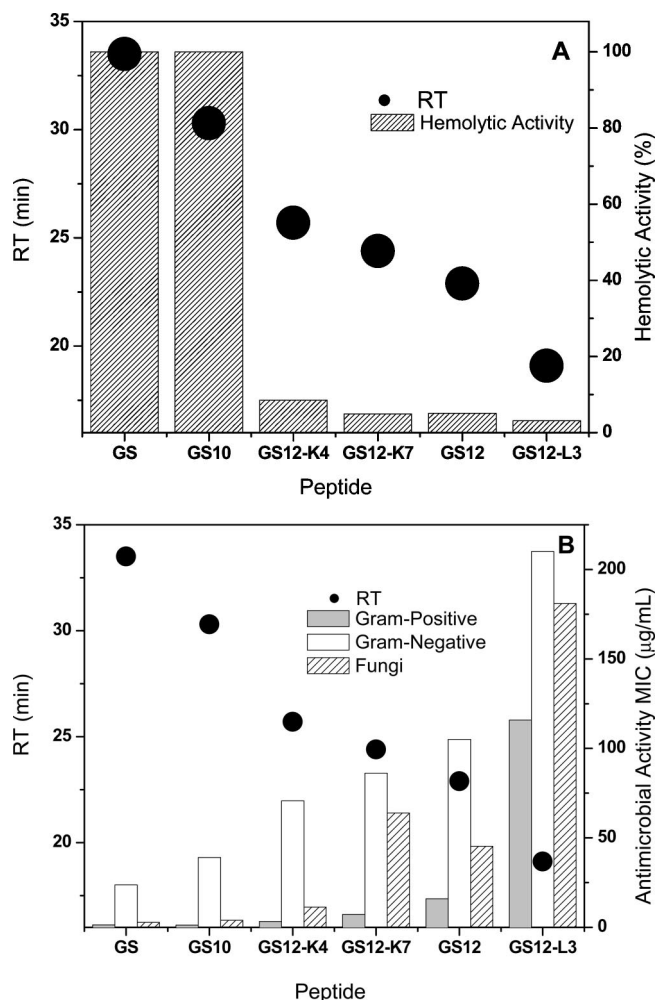 A
35
30
25
20
RT (min)
100
80
60
40
20
0
Hemolytic Activity (%)
RT
Hemolytic Activity
GS GS10 GS12-K4 GS12-K7 GS12 GS12-L3
Peptide
B
35
30
25
20
RT (min)
200
150
100
50
0
Antimicrobial Activity MIC (µg/mL)
RT
Gram-Positive
Gram-Negative
Fungi
GS GS10 GS12-K4 GS12-K7 GS12 GS12-L3
Peptide